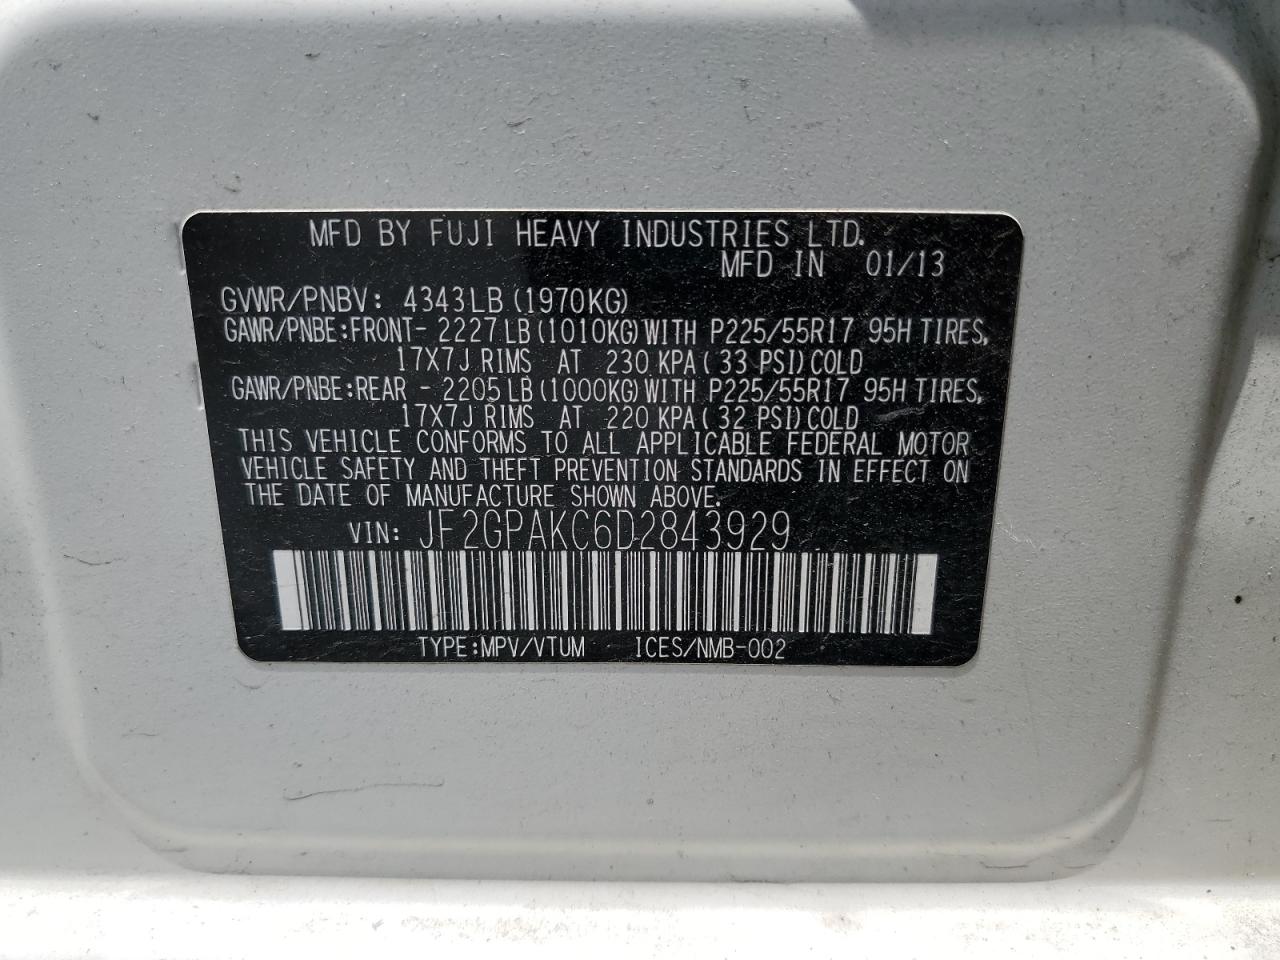 MFD BY FUJI HEAVY INDUSTRIES LTD.
MFD IN 01/13
GVWR/PNBV: 4343LB(1970KG)
GAWR/PNBE:FRONT- 2227LB(1010KG)WITH P225/55R17 95H TIRES,
17X7J RIMS AT 230 KPA(33 PSI)COLD
GAWR/PNBE:REAR - 2205LB(1000KG)WITH P225/55R17 95H TIRES,
17X7J RIMS AT 220 KPA(32 PSI)COLD
THIS VEHICLE CONFORMS TO ALL APPLICABLE FEDERAL MOTOR
VEHICLE SAFETY AND THEFT PREVENTION STANDARDS IN EFFECT ON
THE DATE OF MANUFACTURE SHOWN ABOVE.
VIN: JF2GPAKC6D2843929
TYPE:MPV/VTUM ICES/NMB-002